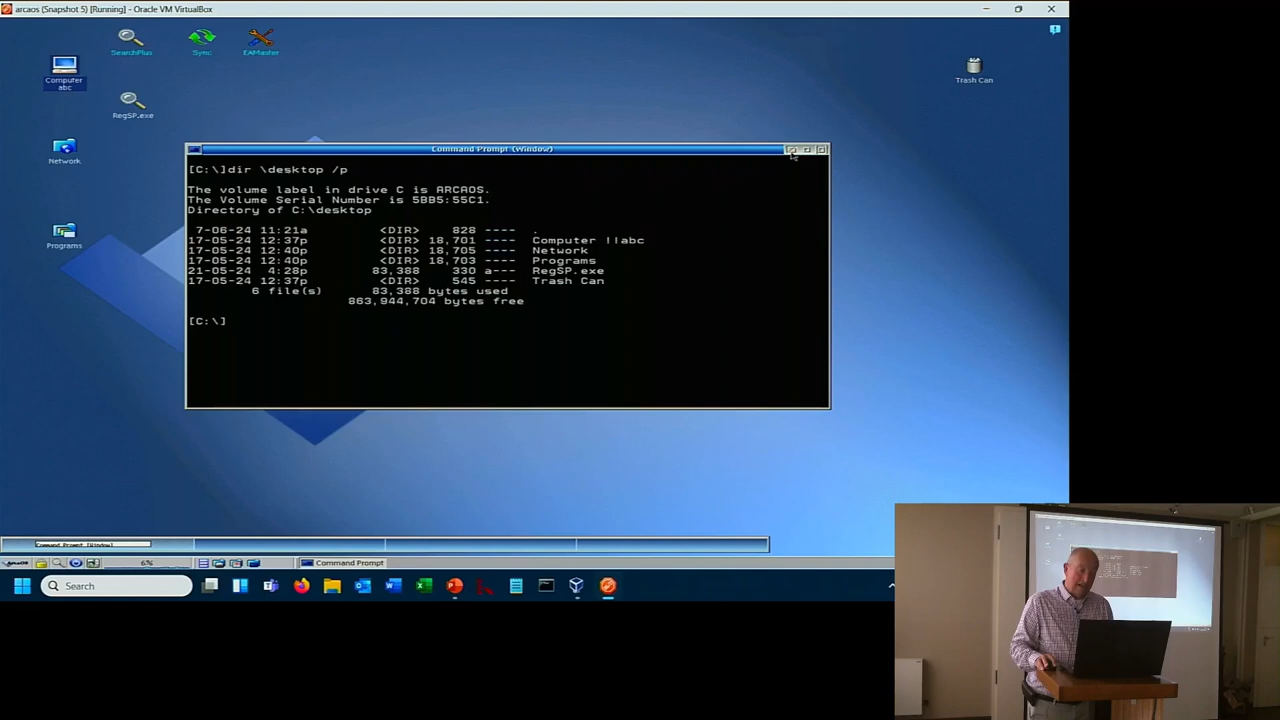 arcaos (Snapshot 5) [Running] - Oracle VM VirtualBox
SearchPlus
Sync
EAMaster
Computer
abc
Trash Can
RegSP.exe
Network
Programs
Command Prompt (Window)
[C:\]dir \desktop /p
The volume label in drive C is ARCAOS.
The Volume Serial Number is 5BB5:55C1.
Directory of C:\desktop
7-06-24 11:21a <DIR> 828 ---- .
17-05-24 12:37p <DIR> 18,701 ---- Computer !!abc
17-05-24 12:40p <DIR> 18,705 ---- Network
17-05-24 12:40p <DIR> 18,703 ---- Programs
21-05-24 4:28p 83,388 330 a--- RegSP.exe
17-05-24 12:37p <DIR> 545 ---- Trash Can
6 file(s) 83,388 bytes used
863,944,704 bytes free
[C:\]
Command Prompt (Window)
6% Command Prompt
Search